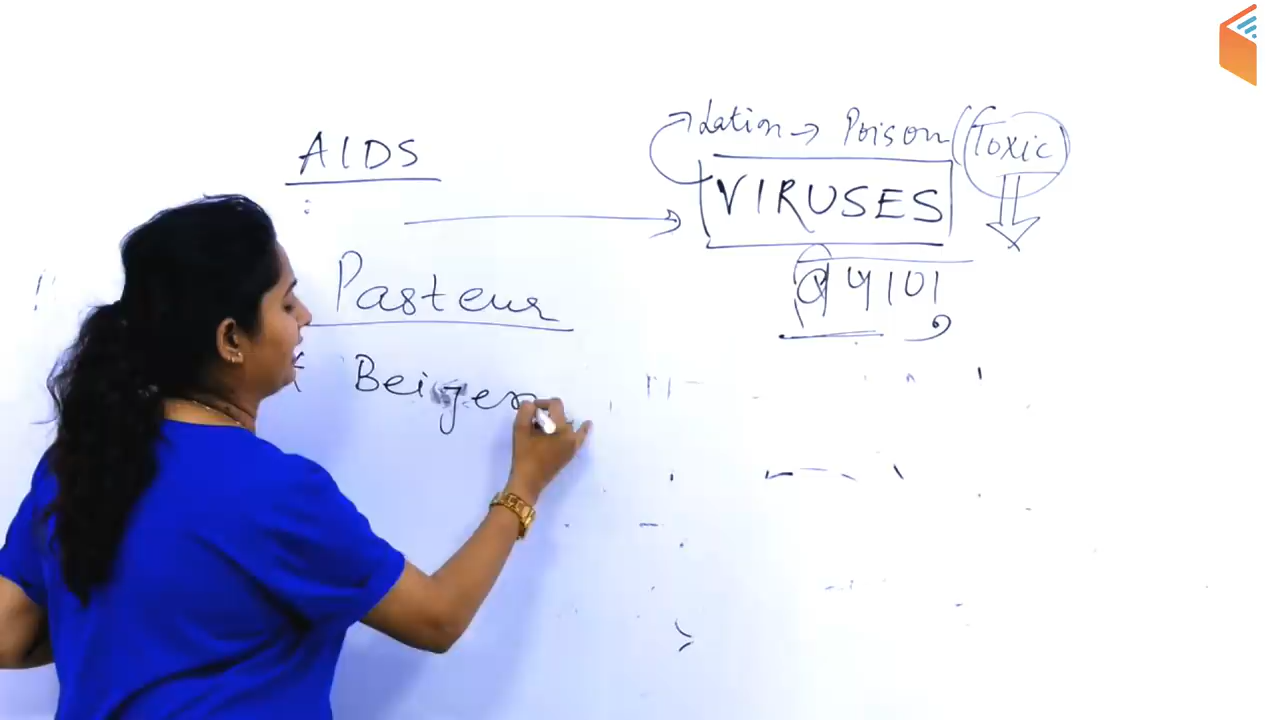 Lation → Poison (Toxic)
AIDS
VIRUSES
विषाणु
Pasteur
Beijer